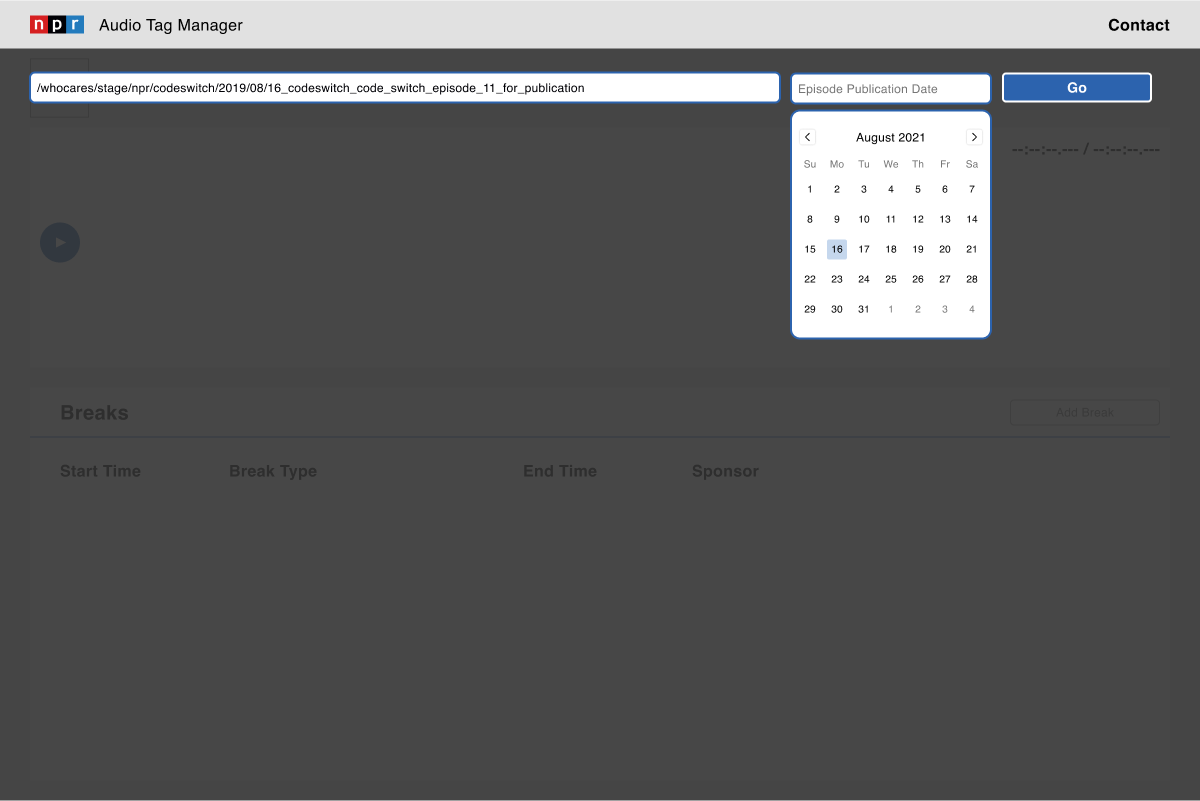 npr Audio Tag Manager Contact
/whocares/stage/npr/codeswitch/2019/08/16_codeswitch_code_switch_episode_11_for_publication Episode Publication Date Go
August 2021
--:--:--.--- / --:--:--.---
Su Mo Tu We Th Fr Sa
1 2 3 4 5 6 7
8 9 10 11 12 13 14
15 16 17 18 19 20 21
22 23 24 25 26 27 28
29 30 31 1 2 3 4
Breaks Add Break
Start Time Break Type End Time Sponsor